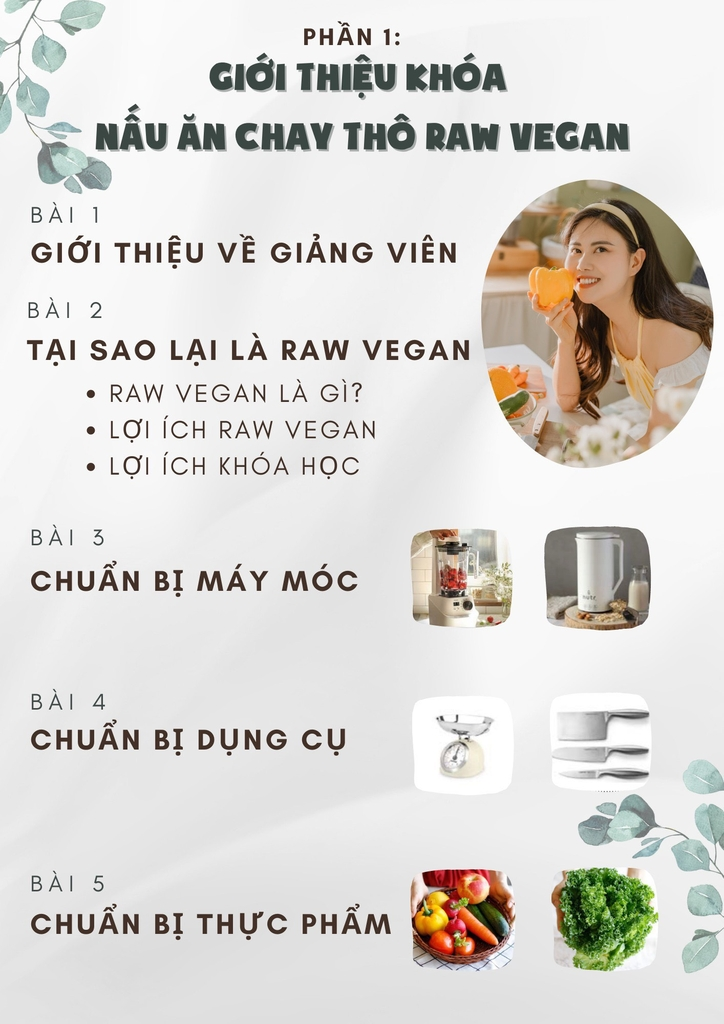 PHẦN 1:
GIỚI THIỆU KHÓA
NẤU ĂN CHAY THÔ RAW VEGAN
BÀI 1
GIỚI THIỆU VỀ GIẢNG VIÊN
BÀI 2
TẠI SAO LẠI LÀ RAW VEGAN
• RAW VEGAN LÀ GÌ?
• LỢI ÍCH RAW VEGAN
• LỢI ÍCH KHÓA HỌC
BÀI 3
CHUẨN BỊ MÁY MÓC
BÀI 4
CHUẨN BỊ DỤNG CỤ
BÀI 5
CHUẨN BỊ THỰC PHẨM